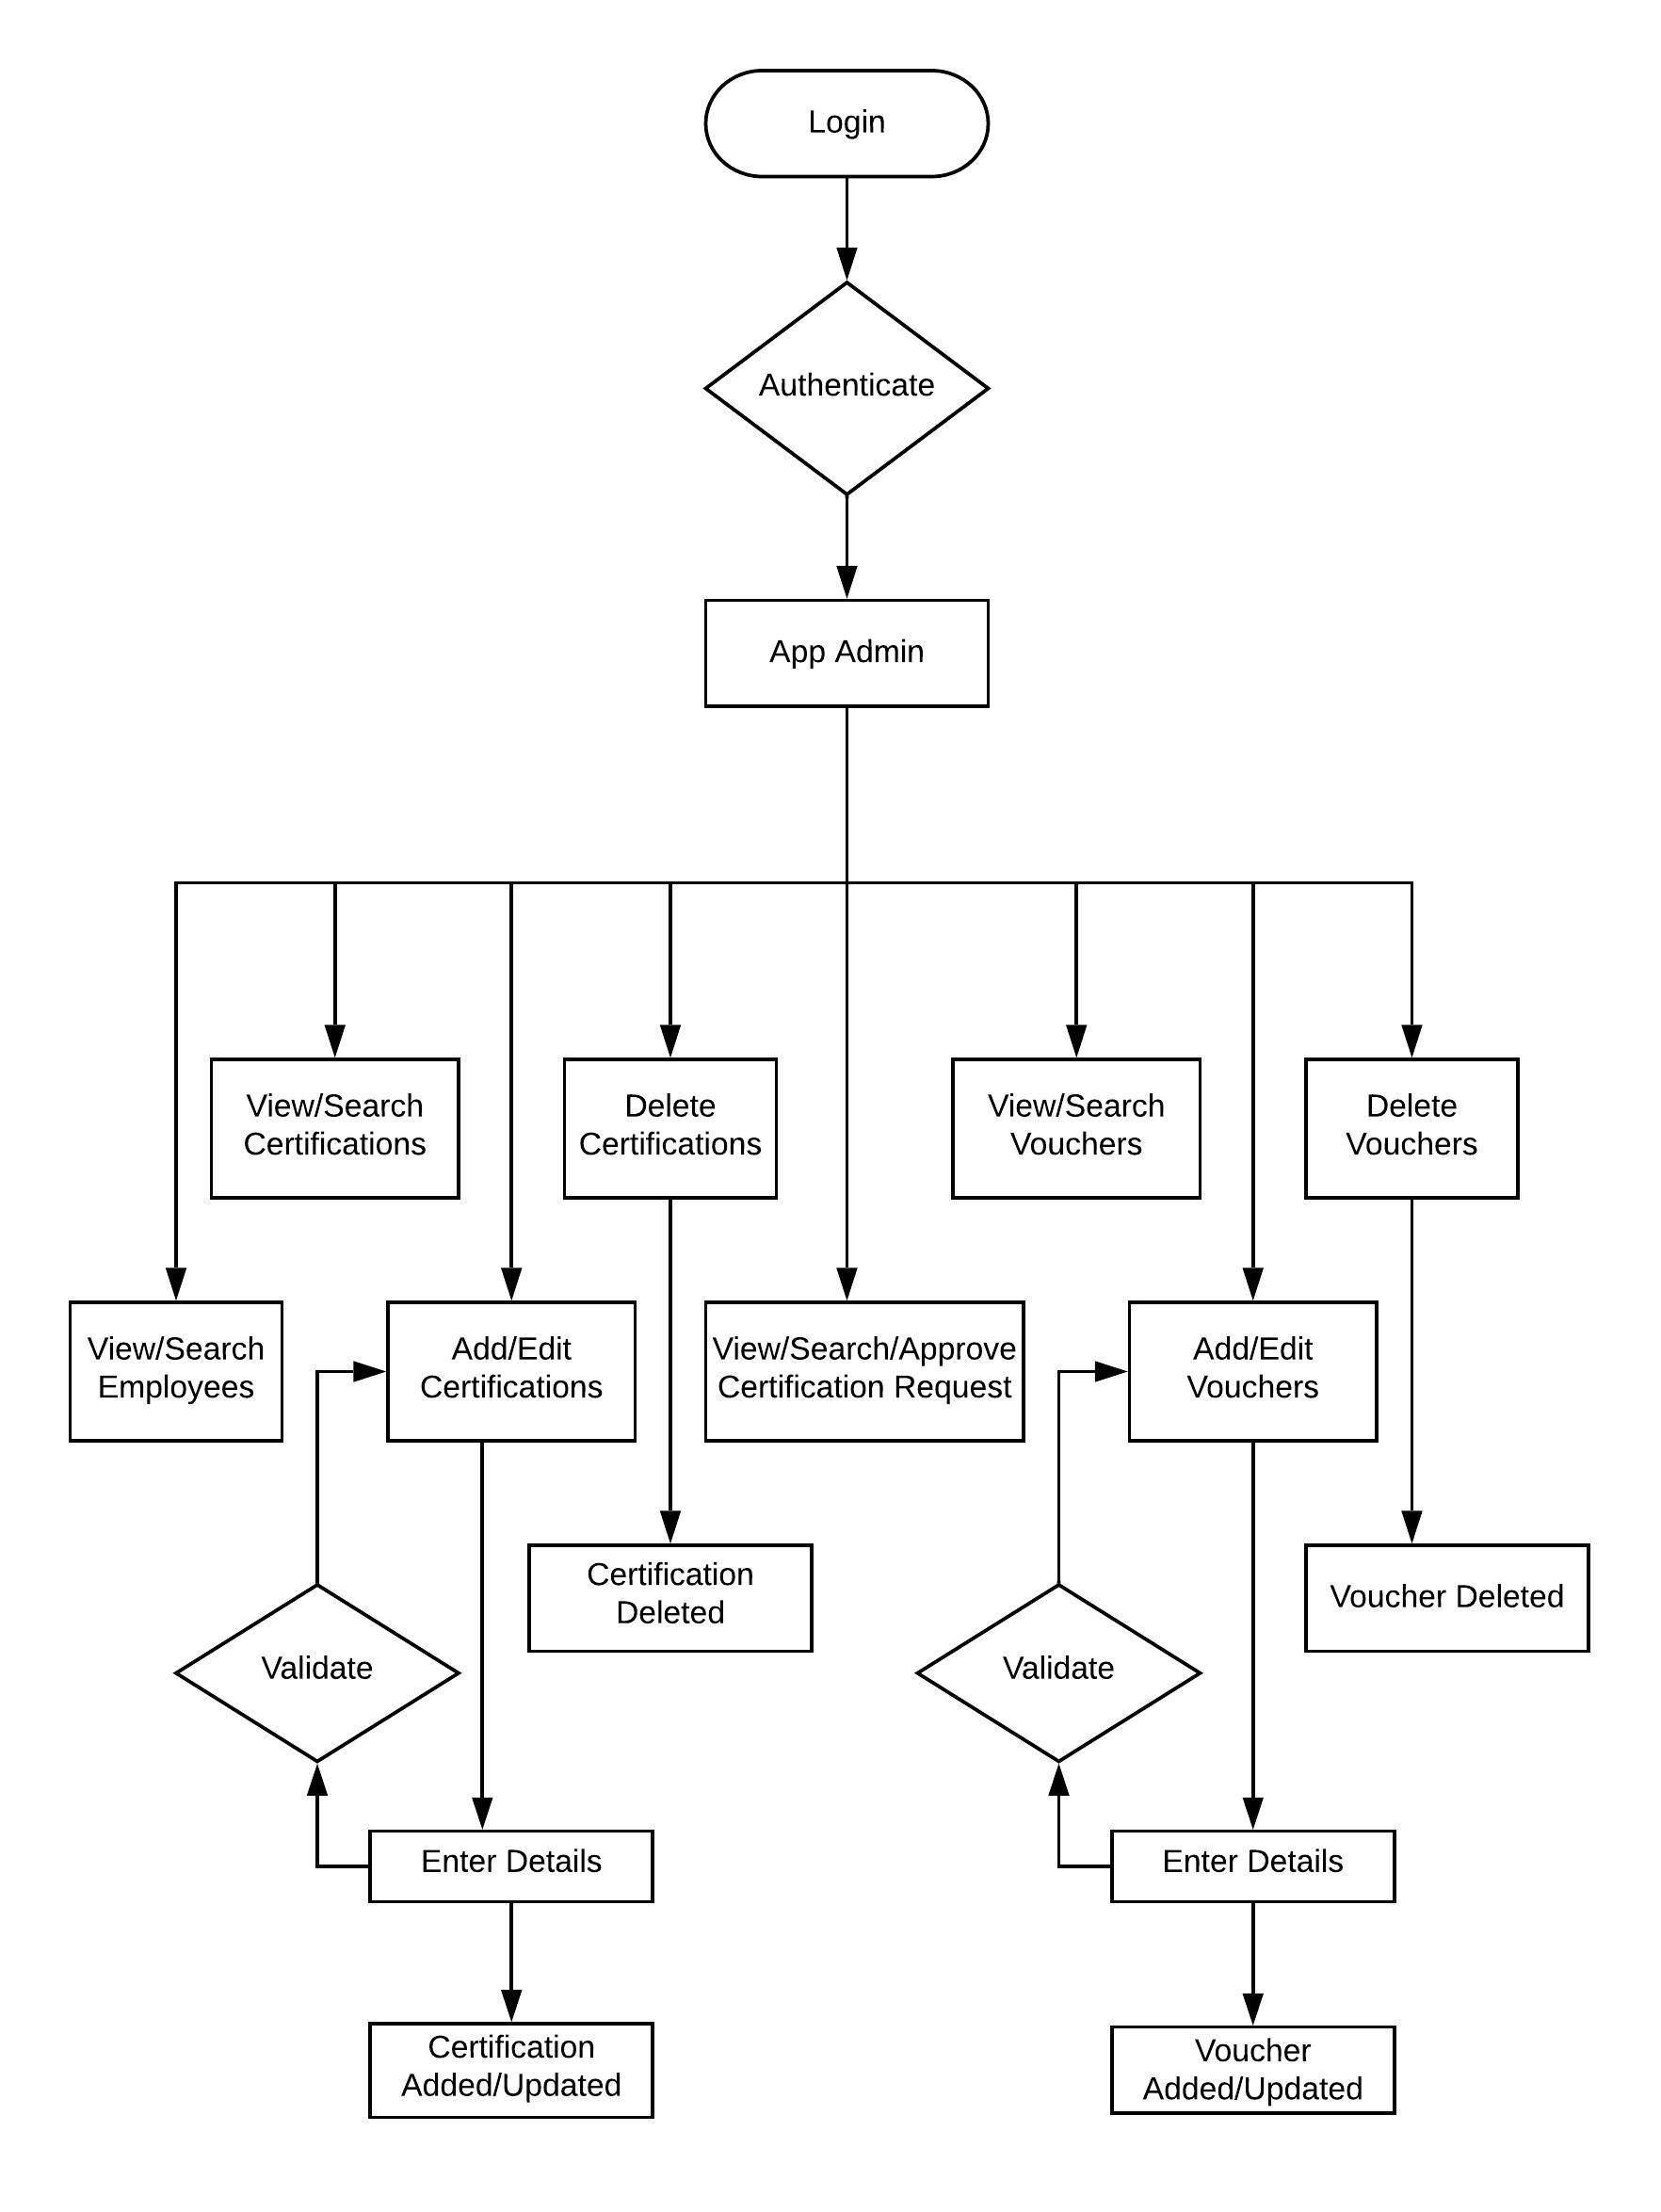 Login
Authenticate
App Admin
View/Search
Certifications
Delete
Certifications
View/Search
Vouchers
Delete
Vouchers
View/Search
Employees
Add/Edit
Certifications
View/Search/Approve
Certification Request
Add/Edit
Vouchers
Certification
Deleted
Voucher Deleted
Validate
Validate
Enter Details
Enter Details
Certification
Added/Updated
Voucher
Added/Updated